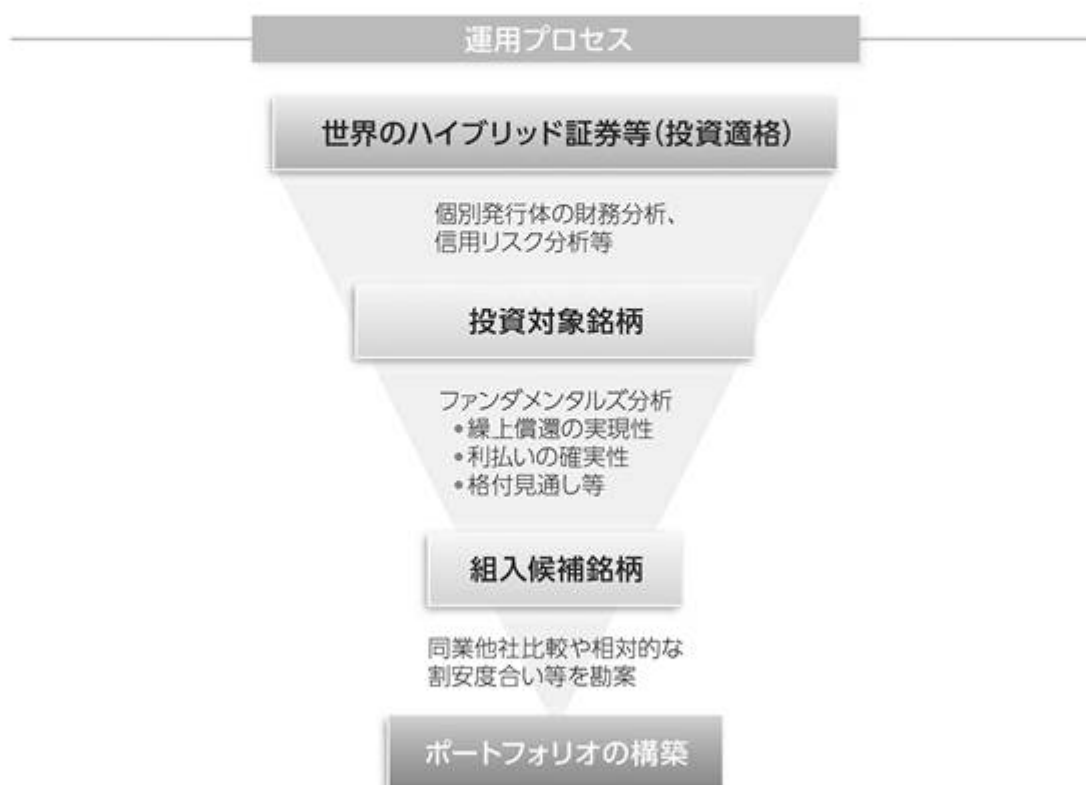 運用プロセス
世界のハイブリッド証券等(投資適格)
個別発行体の財務分析、
信用リスク分析等
投資対象銘柄
ファンダメンタルズ分析
•繰上償還の実現性
•利払いの確実性
•格付見通し等
組入候補銘柄
同業他社比較や相対的な
割安度合い等を勘案
ポートフォリオの構築